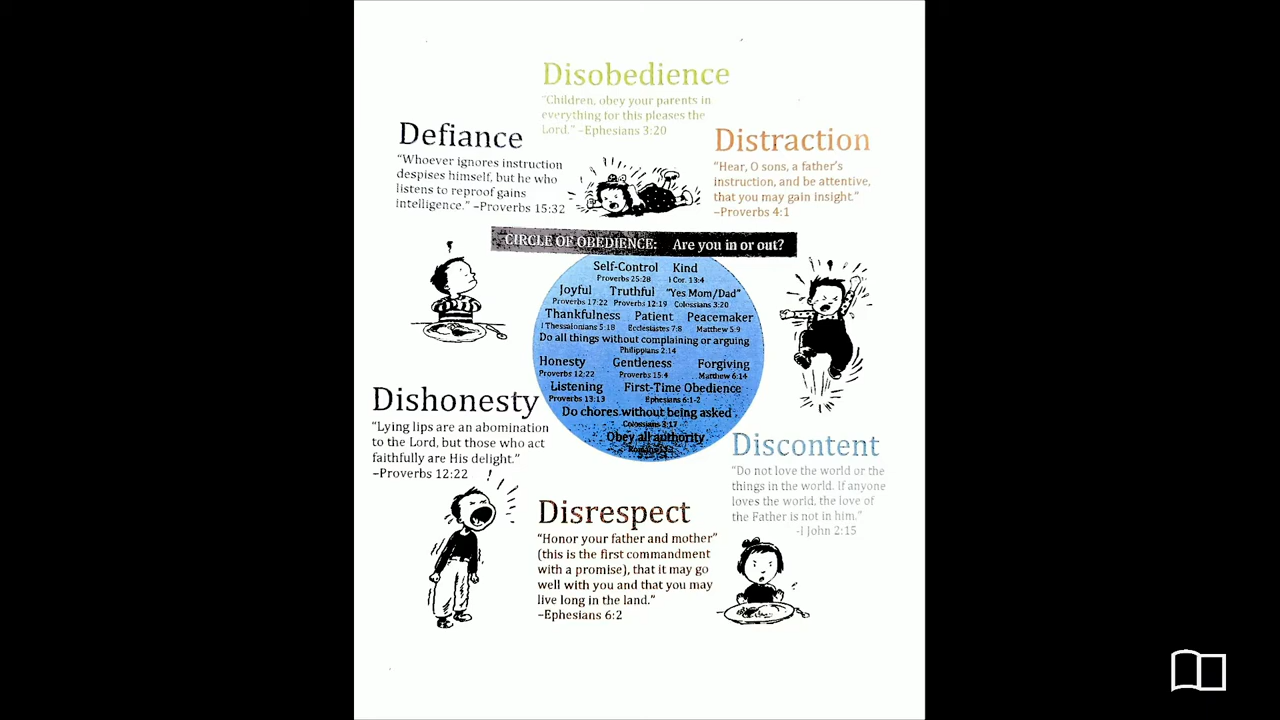 Disobedience
"Children, obey your parents in
everything for this pleases the
Lord." –Ephesians 3:20
Defiance
"Whoever ignores instruction
despises himself, but he who
listens to reproof gains
intelligence." –Proverbs 15:32
Distraction
"Hear, O sons, a father's
instruction, and be attentive,
that you may gain insight."
–Proverbs 4:1
CIRCLE OF OBEDIENCE: Are you in or out?
Self-Control Kind
Proverbs 25:28 I Cor. 13:4
Joyful Truthful "Yes Mom/Dad"
Proverbs 17:22 Proverbs 12:19 Colossians 3:20
Thankfulness Patient Peacemaker
I Thessalonians 5:18 Ecclesiastes 7:8 Matthew 5:9
Do all things without complaining or arguing
Philippians 2:14
Honesty Gentleness Forgiving
Proverbs 12:22 Proverbs 15:4 Matthew 6:14
Listening First-Time Obedience
Proverbs 13:13 Ephesians 6:1-2
Do chores without being asked
Colossians 3:17
Obey all authority
Dishonesty
"Lying lips are an abomination
to the Lord, but those who act
faithfully are His delight."
–Proverbs 12:22
Discontent
"Do not love the world or the
things in the world. If anyone
loves the world, the love of
the Father is not in him."
-I John 2:15
Disrespect
"Honor your father and mother"
(this is the first commandment
with a promise), that it may go
well with you and that you may
live long in the land."
–Ephesians 6:2